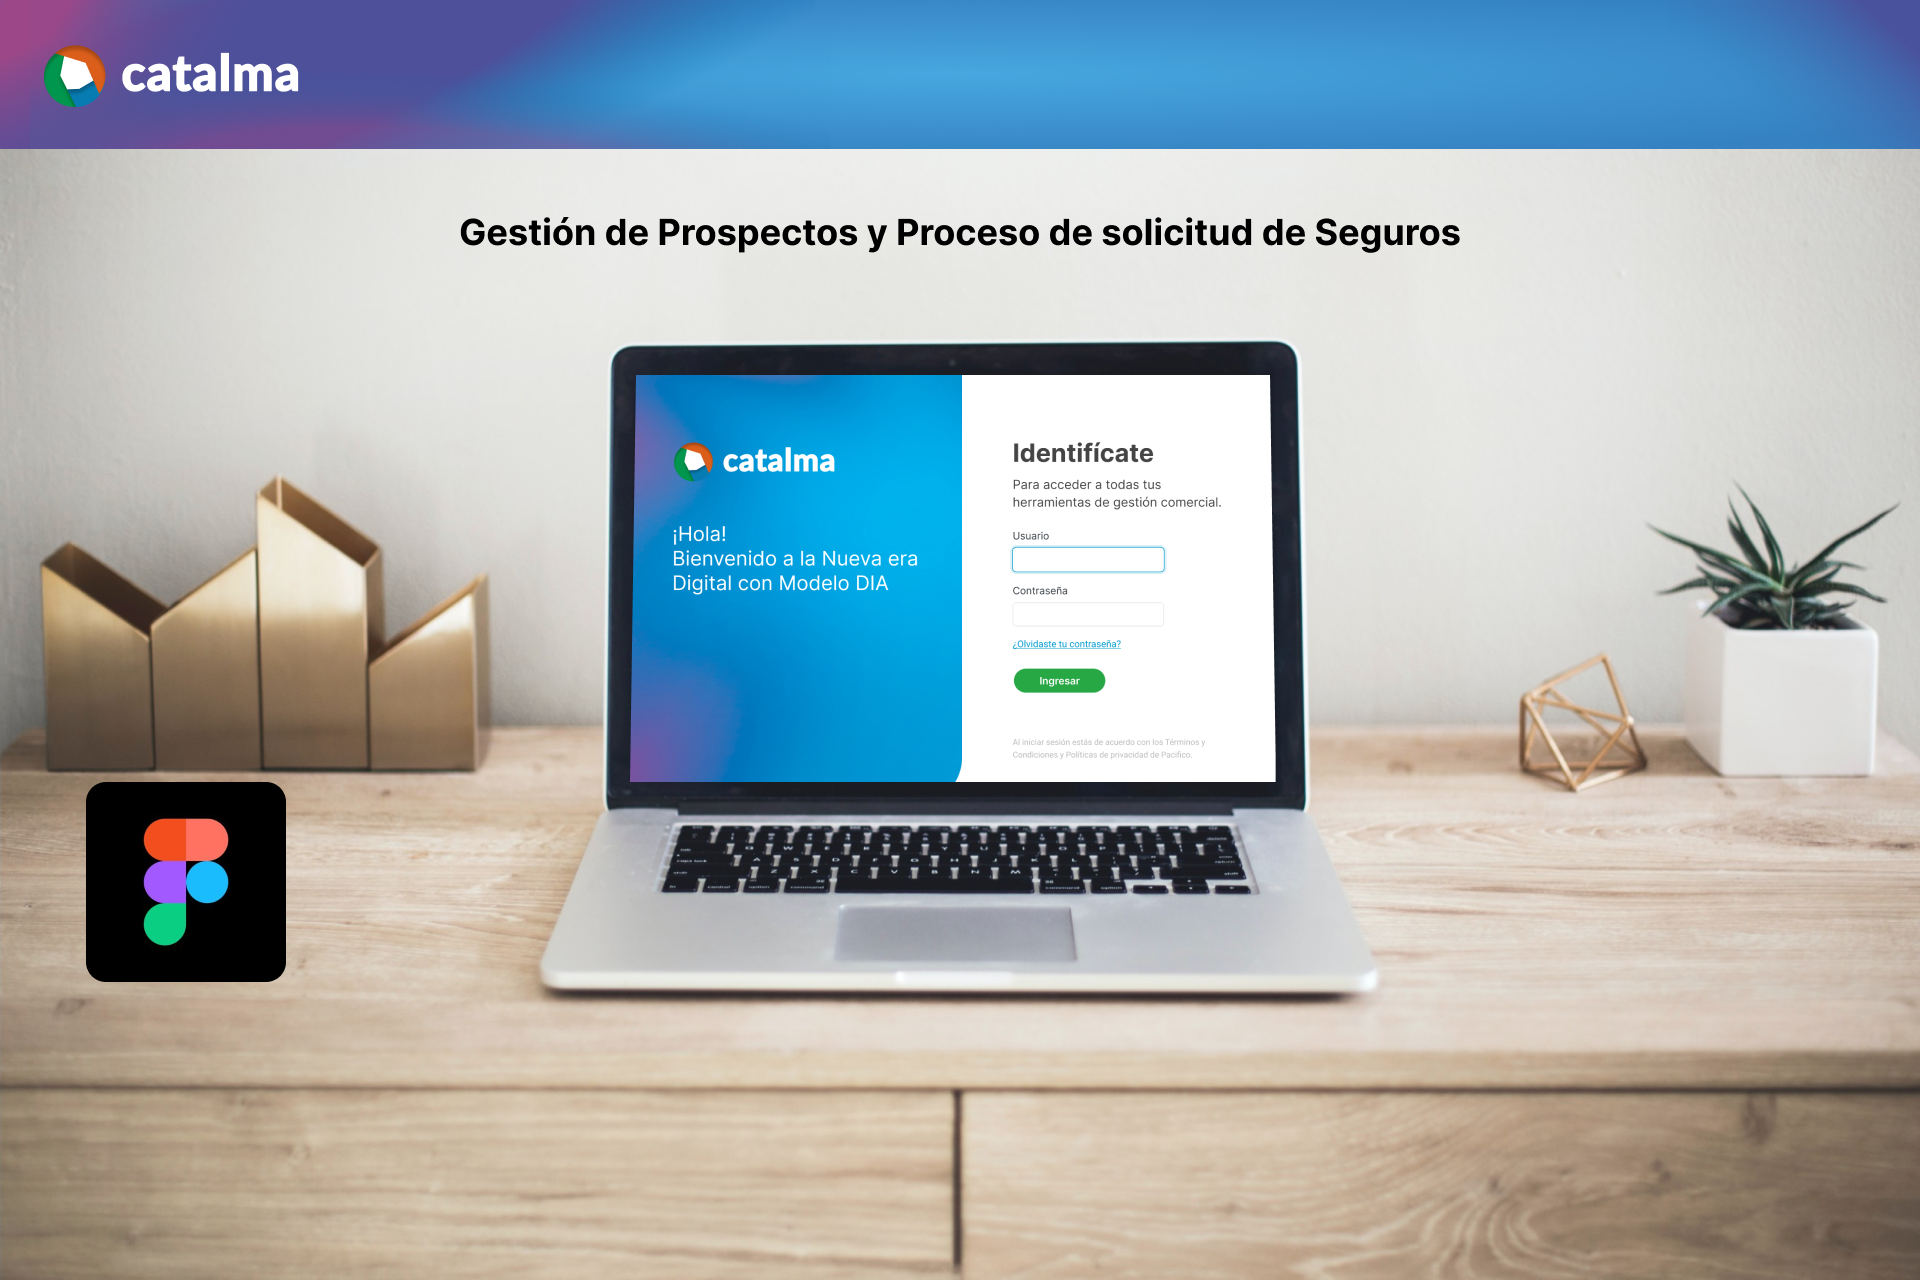 catalma
Gestión de Prospectos y Proceso de solicitud de Seguros
catalma
¡Hola!
Bienvenido a la Nueva era
Digital con Modelo DIA
Identifícate
Para acceder a todas tus
herramientas de gestión comercial.
Usuario
Contraseña
¿Olvidaste tu contraseña?
Ingresar
Al iniciar sesión estás de acuerdo con los Términos y
Condiciones y Políticas de privacidad de Pacífico.